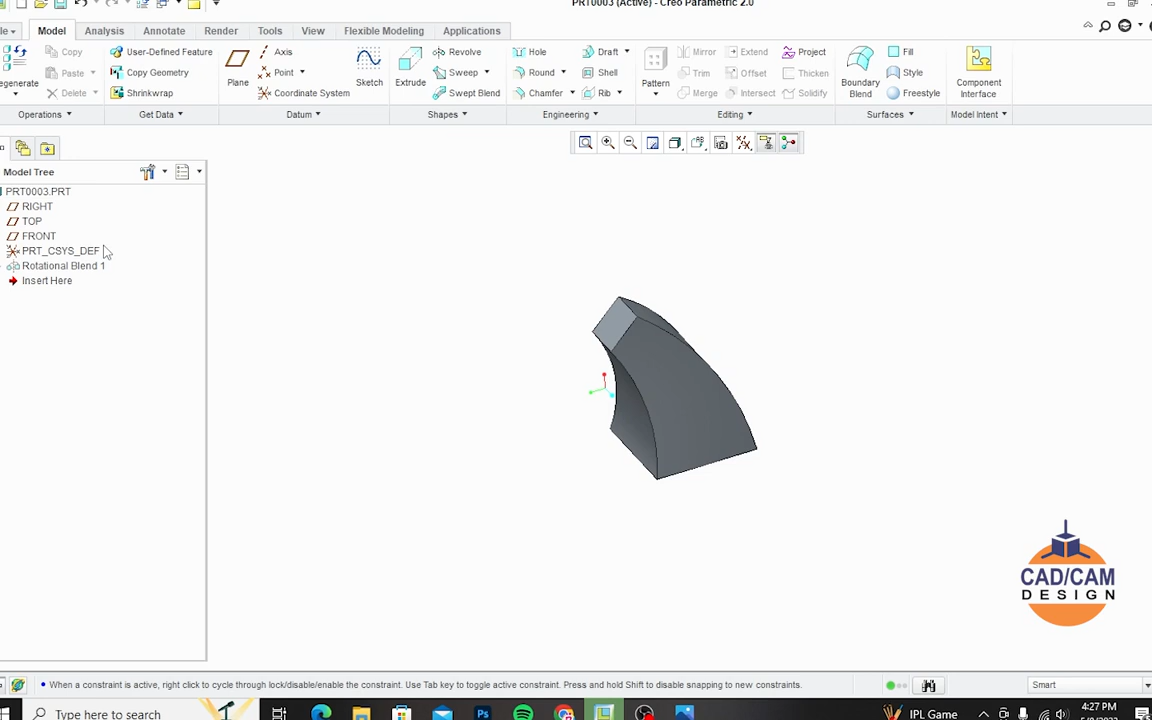 PRT0003 (Active) - Creo Parametric 2.0
Model Analysis Annotate Render Tools View Flexible Modeling Applications
Copy User-Defined Feature Axis Revolve Hole Draft Mirror Extend Project Fill
Paste Copy Geometry Plane Point Sketch Extrude Sweep Round Shell Pattern Trim Offset Thicken Boundary Blend Style Component Interface
Delete Shrinkwrap Coordinate System Swept Blend Chamfer Rib Merge Intersect Solidify Freestyle
Operations Get Data Datum Shapes Engineering Editing Surfaces Model Intent
Model Tree
PRT0003.PRT
RIGHT
TOP
FRONT
PRT_CSYS_DEF
Rotational Blend 1
Insert Here
CAD/CAM
DESIGN
When a constraint is active, right click to cycle through lock/disable/enable the constraint. Use Tab key to toggle active constraint. Press and hold Shift to disable snapping to new constraints.
Smart
Type here to search
IPL Game
4:27 PM